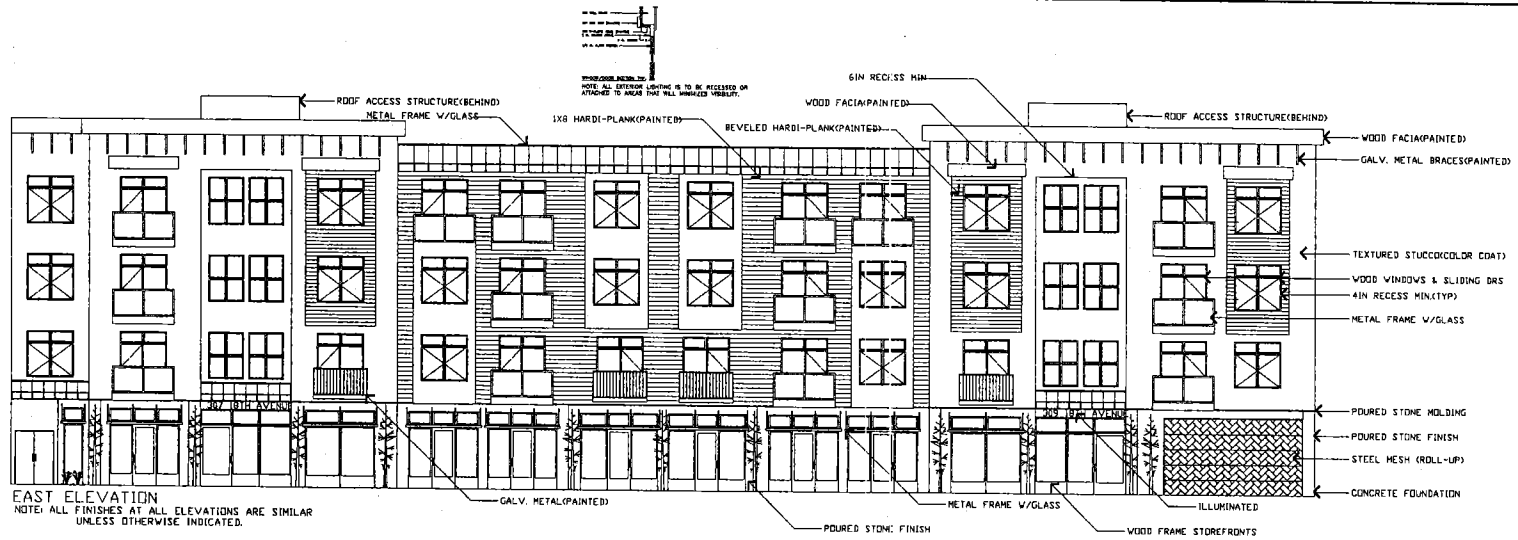 NOTE: ALL EXTERIOR LIGHTING IS TO BE RECESSED OR
ATTACHED TO AREAS THAT WILL MINIMIZE VISIBILITY.
ROOF ACCESS STRUCTURE(BEHIND)
METAL FRAME W/GLASS
1X8 HARDI-PLANK(PAINTED)
BEVELED HARDI-PLANK(PAINTED)
WOOD FACIA(PAINTED)
6IN RECESS MIN
ROOF ACCESS STRUCTURE(BEHIND)
WOOD FACIA(PAINTED)
GALV. METAL BRACES(PAINTED)
TEXTURED STUCCO(COLOR COAT)
WOOD WINDOWS & SLIDING DRS
4IN RECESS MIN.(TYP)
METAL FRAME W/GLASS
387 18TH AVENUE
POURED STONE MOLDING
POURED STONE FINISH
STEEL MESH (ROLL-UP)
CONCRETE FOUNDATION
EAST ELEVATION
NOTE: ALL FINISHES AT ALL ELEVATIONS ARE SIMILAR
UNLESS OTHERWISE INDICATED.
GALV. METAL(PAINTED)
POURED STONE FINISH
METAL FRAME W/GLASS
ILLUMINATED
WOOD FRAME STOREFRONTS